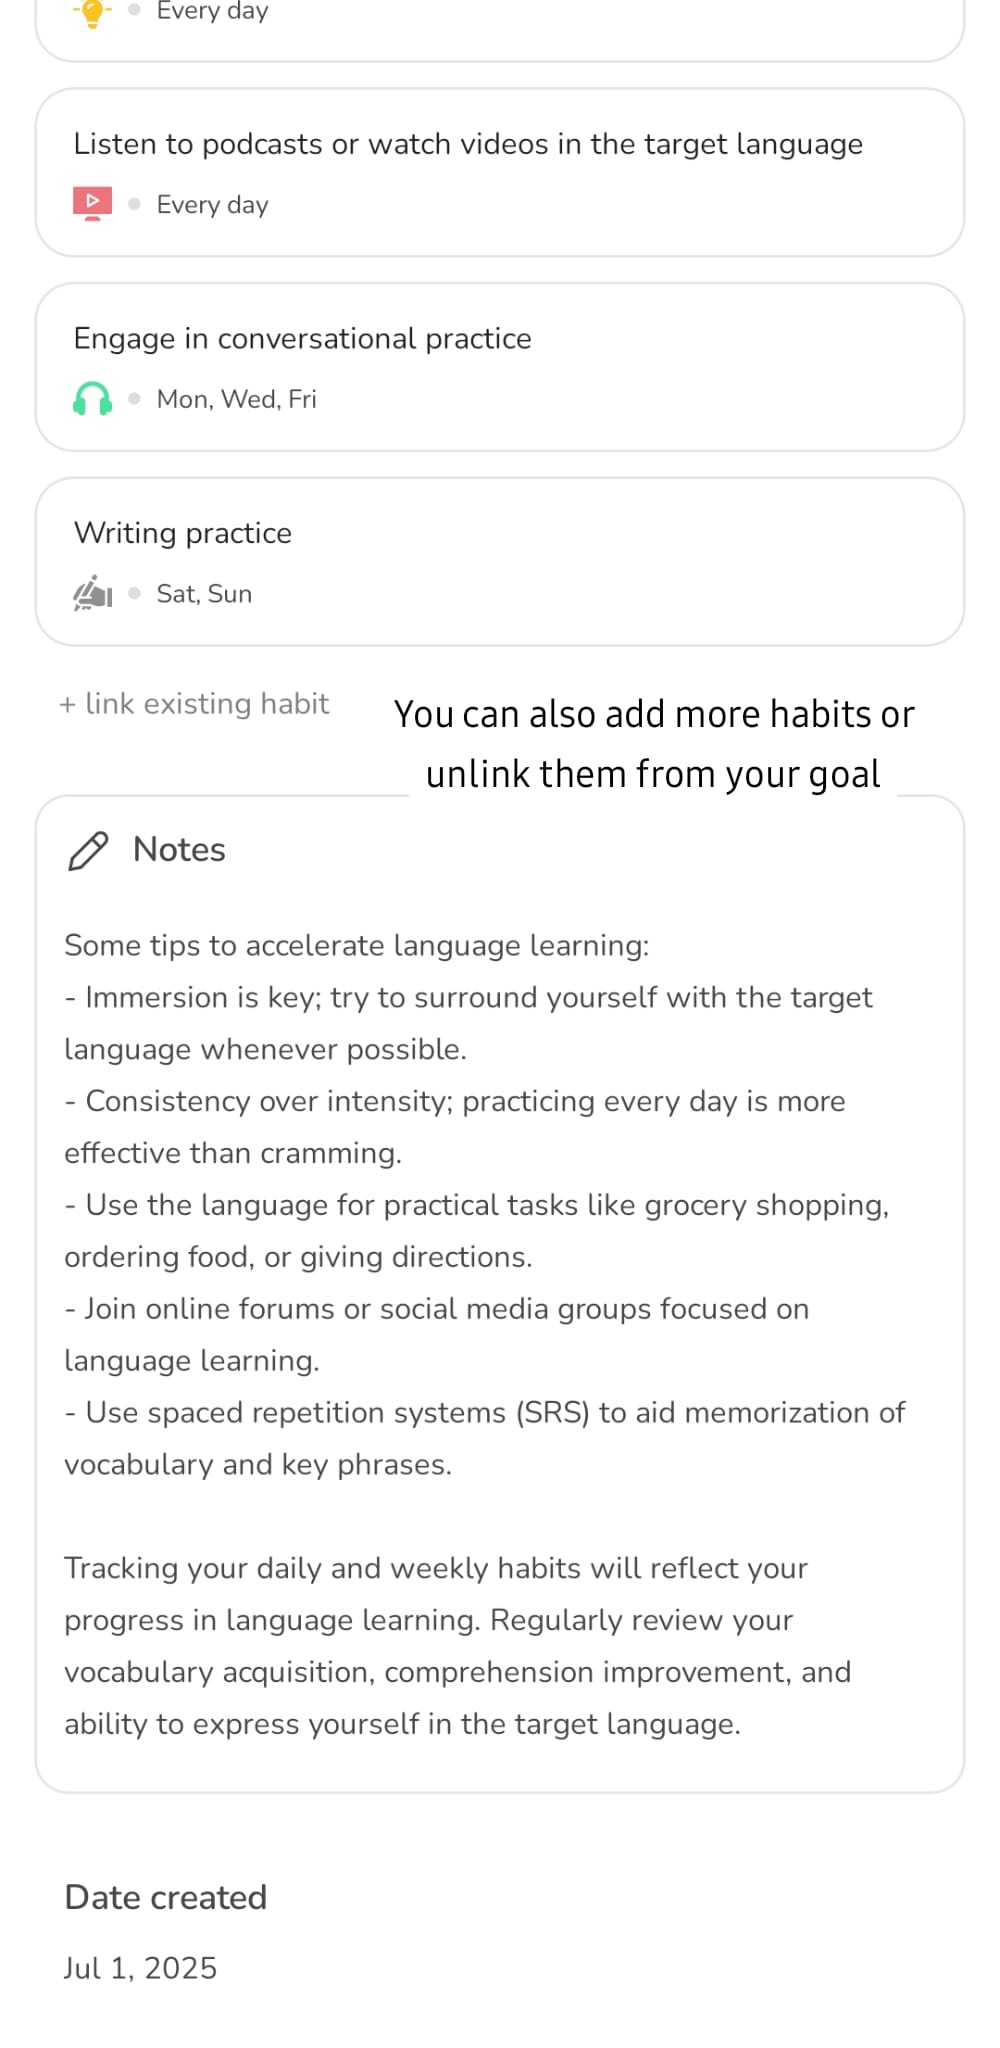 Every day
Listen to podcasts or watch videos in the target language
Every day
Engage in conversational practice
Mon, Wed, Fri
Writing practice
Sat, Sun
+ link existing habit
You can also add more habits or
unlink them from your goal
Notes
Some tips to accelerate language learning:
- Immersion is key; try to surround yourself with the target
language whenever possible.
- Consistency over intensity; practicing every day is more
effective than cramming.
- Use the language for practical tasks like grocery shopping,
ordering food, or giving directions.
- Join online forums or social media groups focused on
language learning.
- Use spaced repetition systems (SRS) to aid memorization of
vocabulary and key phrases.
Tracking your daily and weekly habits will reflect your
progress in language learning. Regularly review your
vocabulary acquisition, comprehension improvement, and
ability to express yourself in the target language.
Date created
Jul 1, 2025